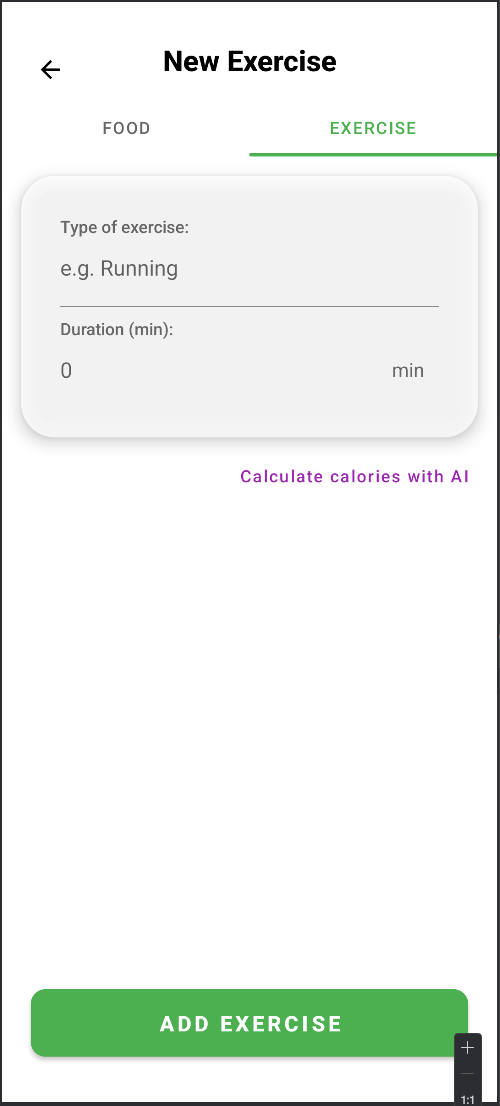 New Exercise
FOOD
EXERCISE
Type of exercise:
e.g. Running
Duration (min):
0
min
Calculate calories with AI
ADD EXERCISE
1:1